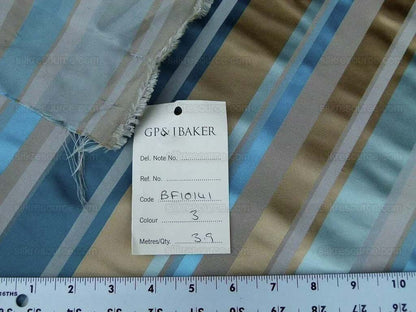 GP & J BAKER
Del. Note No.
Ref. No.
Code BF10141
Colour 3
Metres/Qty. 3.9
16THS
1 2 3 4 5 6 7 8 9 10